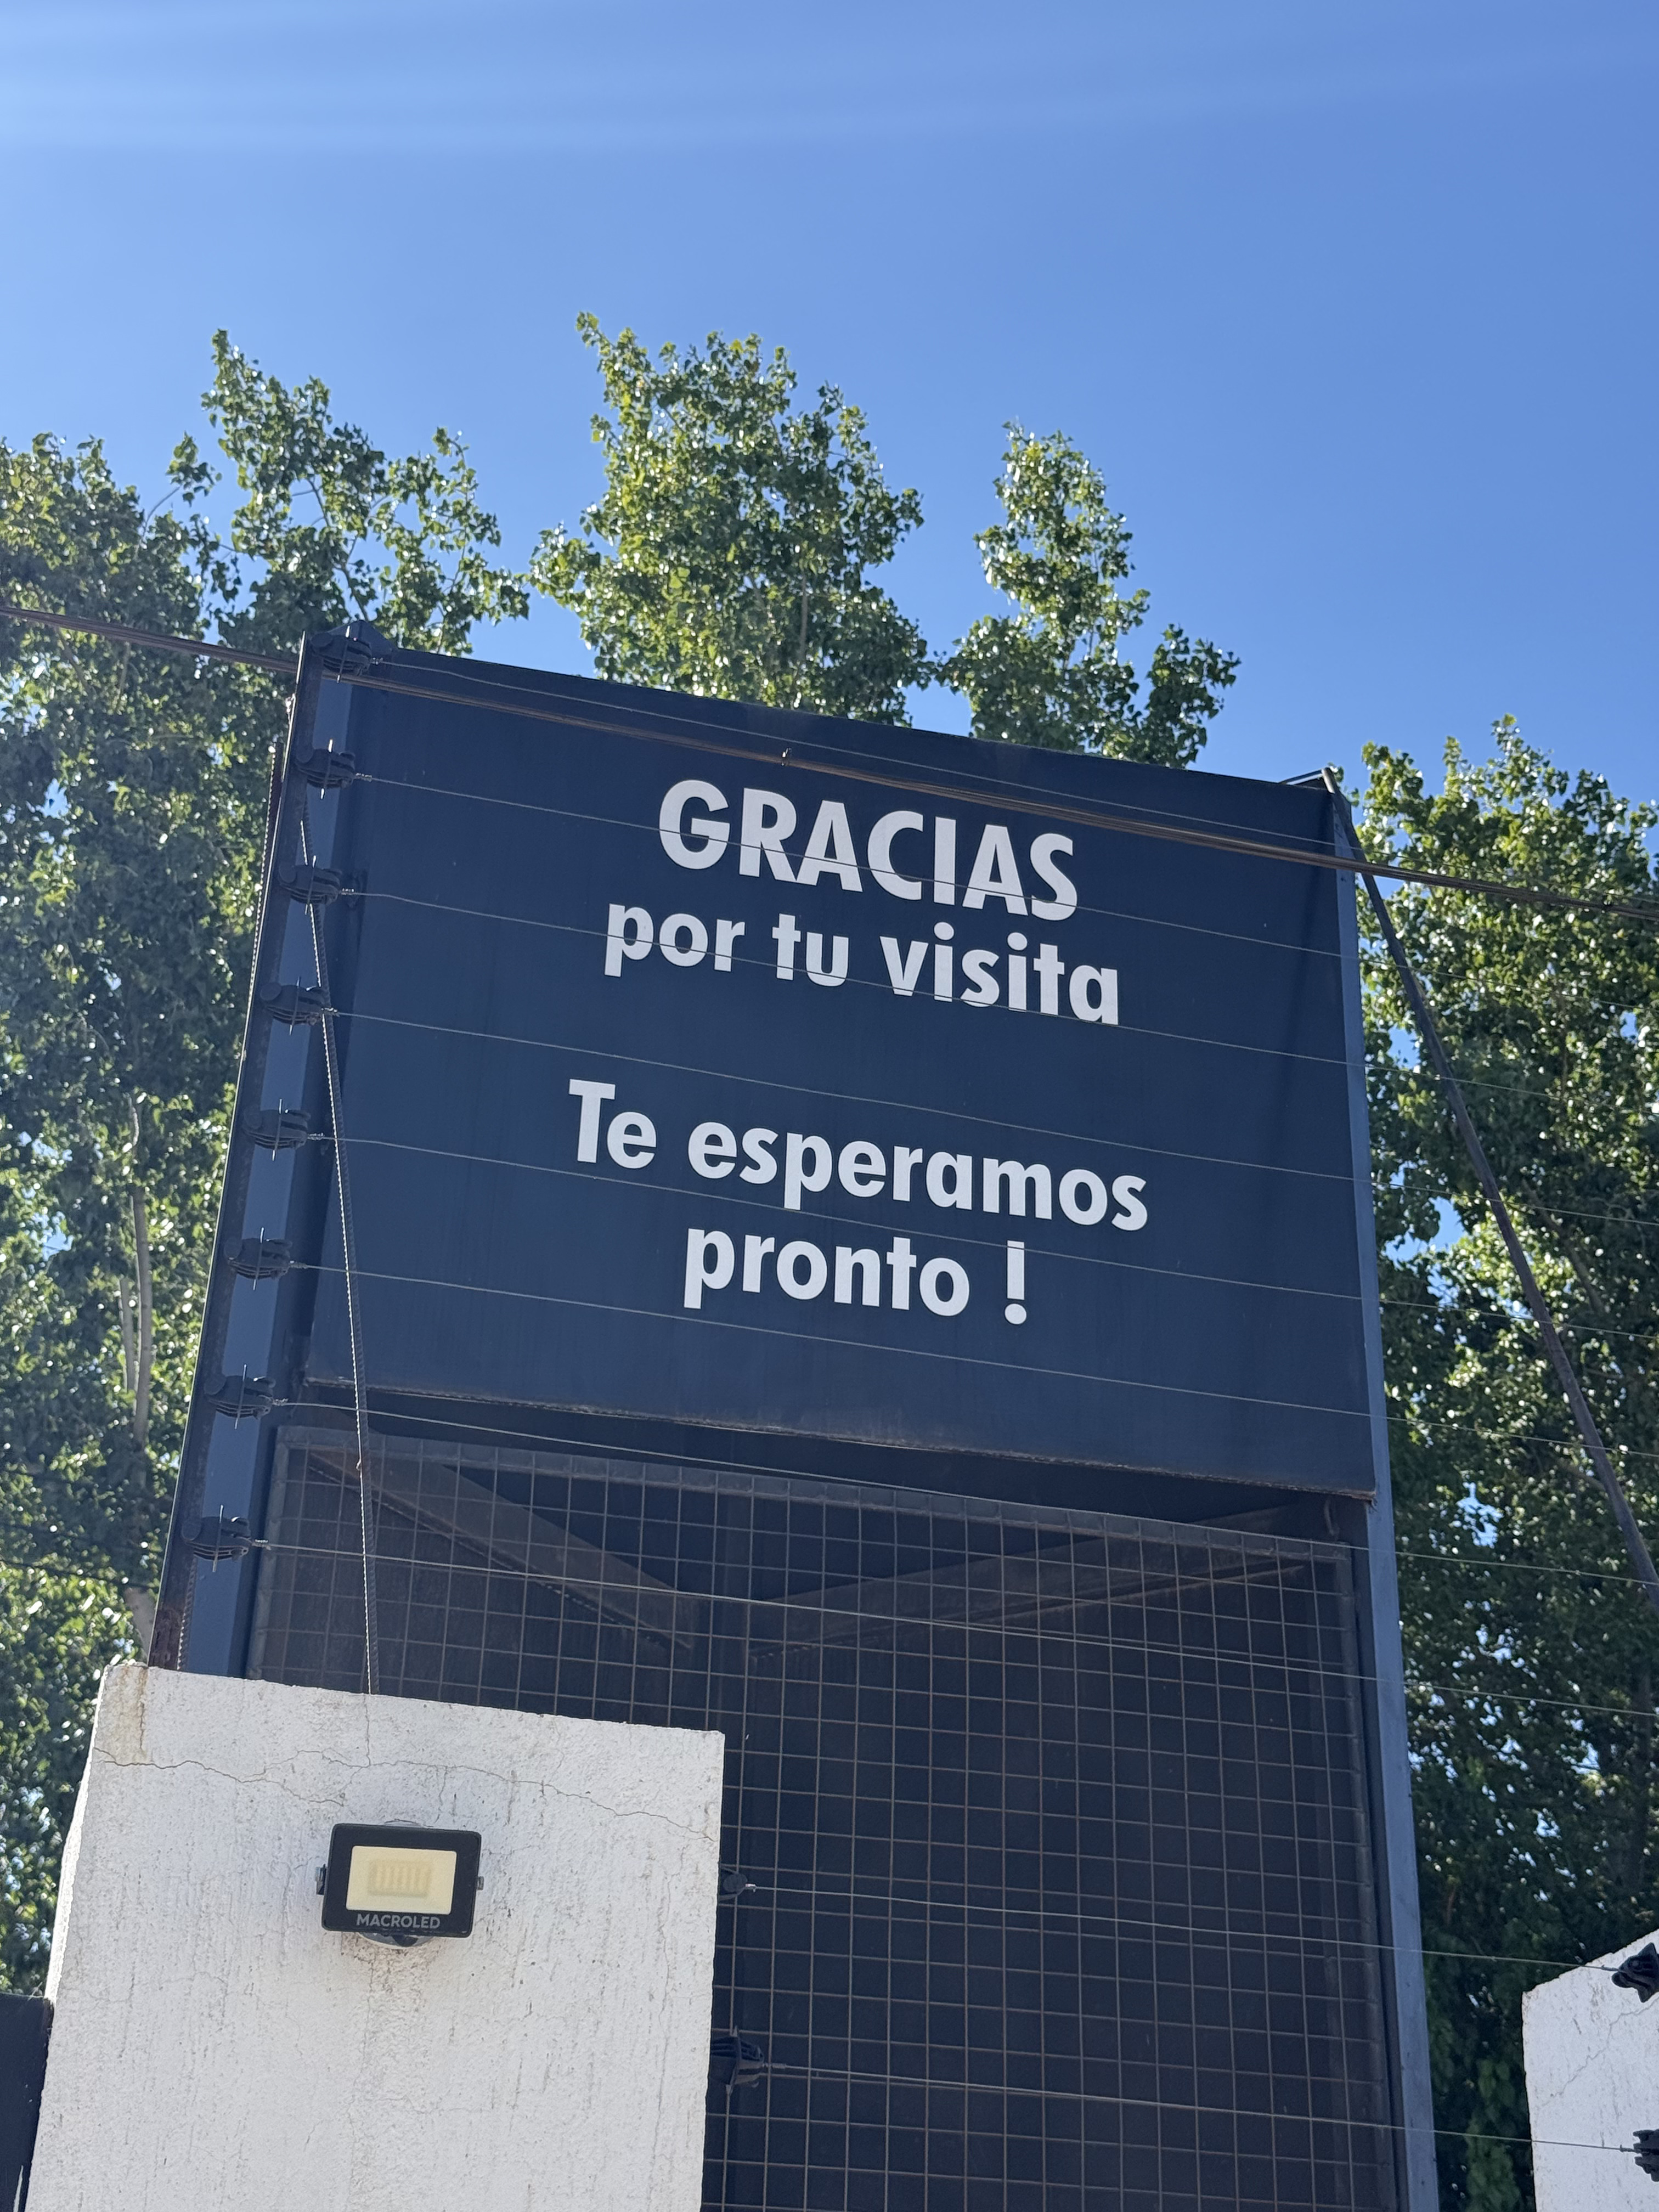 GRACIAS
por tu visita
Te esperamos
pronto !
MACROLED